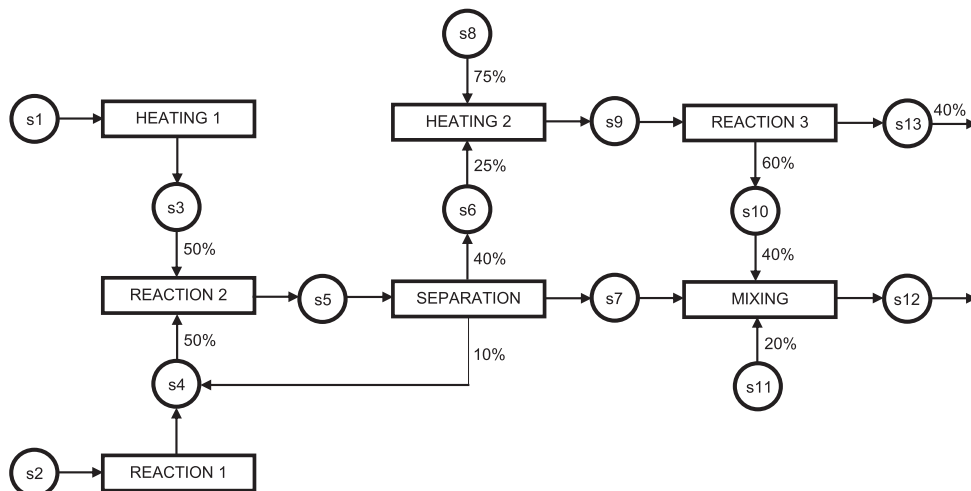 s8
75%
s1
HEATING 1
HEATING 2
s9
REACTION 3
s13
40%
25%
60%
s3
s6
s10
50%
40%
40%
REACTION 2
s5
SEPARATION
s7
MIXING
s12
50%
10%
20%
s4
s11
s2
REACTION 1